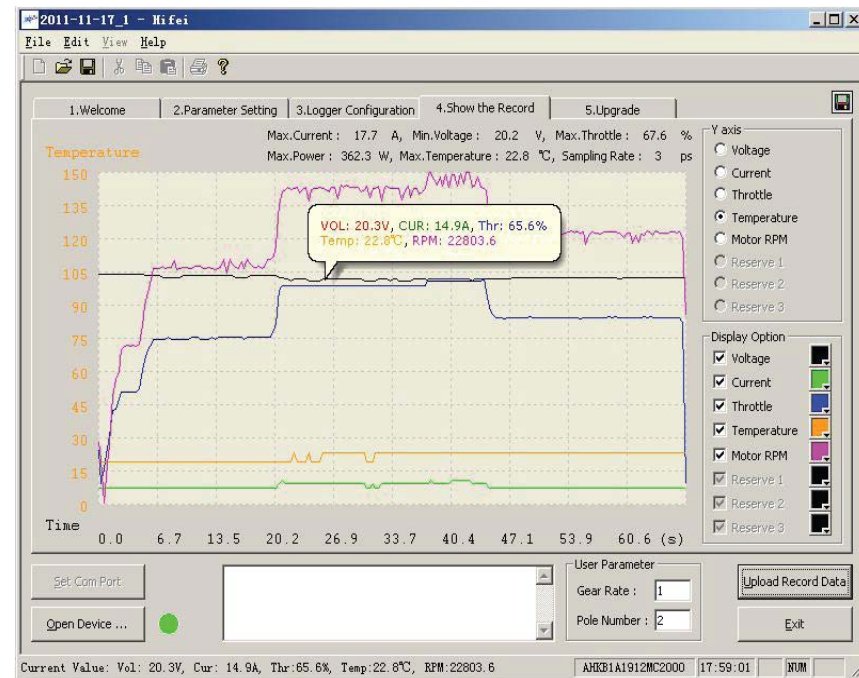 2011-11-17_1 - Hifei
File Edit View Help
1.Welcome 2.Parameter Setting 3.Logger Configuration 4.Show the Record 5.Upgrade
Max.Current : 17.7 A, Min.Voltage : 20.2 V, Max.Throttle : 67.6 %
Max.Power : 362.3 W, Max.Temperature : 22.8 ℃, Sampling Rate : 3 ps
Temperature
150
135
120
105
90
75
60
45
30
15
0
VOL: 20.3V, CUR: 14.9A, Thr: 65.6%
Temp: 22.8℃, RPM: 22803.6
Time
0.0 6.7 13.5 20.2 26.9 33.7 40.4 47.1 53.9 60.6 (s)
Y axis
Voltage
Current
Throttle
Temperature
Motor RPM
Reserve 1
Reserve 2
Reserve 3
Display Option
Voltage
Current
Throttle
Temperature
Motor RPM
Reserve 1
Reserve 2
Reserve 3
Set Com Port
Open Device ...
User Parameter
Gear Rate : 1
Pole Number : 2
Upload Record Data
Exit
Current Value: Vol: 20.3V, Cur: 14.9A, Thr:65.6%, Temp:22.8℃, RPM:22803.6 AHKB1A1912MC2000 17:59:01 NUM